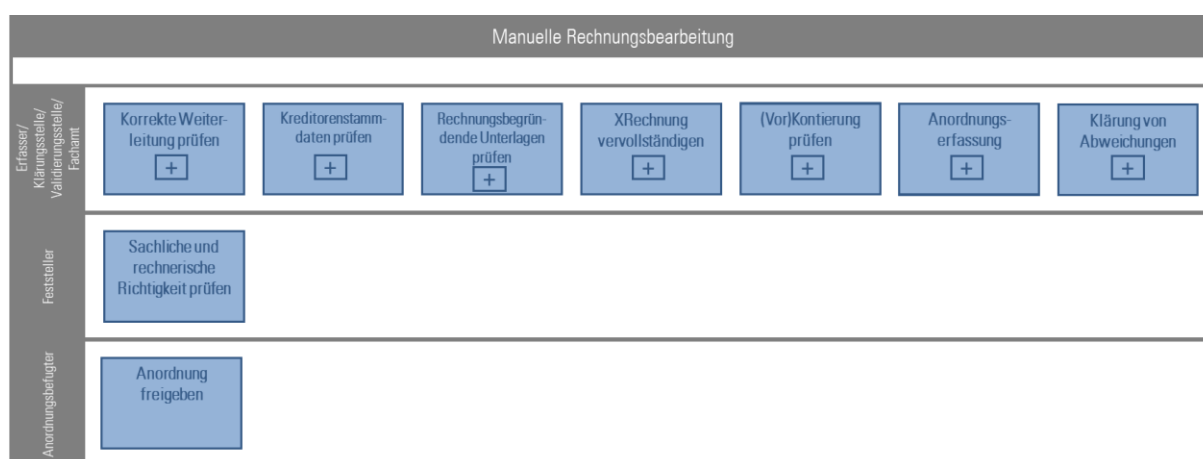 Manuelle Rechnungsbearbeitung
Erfasser/
Klärungsstelle/
Validierungsstelle/
Fachamt
Korrekte Weiter-
leitung prüfen
+
Kreditorenstamm-
daten prüfen
+
Rechnungsbegrün-
dende Unterlagen
prüfen
+
XRechnung
vervollständigen
+
(Vor)Kontierung
prüfen
+
Anordnungs-
erfassung
+
Klärung von
Abweichungen
+
Feststeller
Sachliche und
rechnerische
Richtigkeit prüfen
Anordnungsbefugter
Anordnung
freigeben